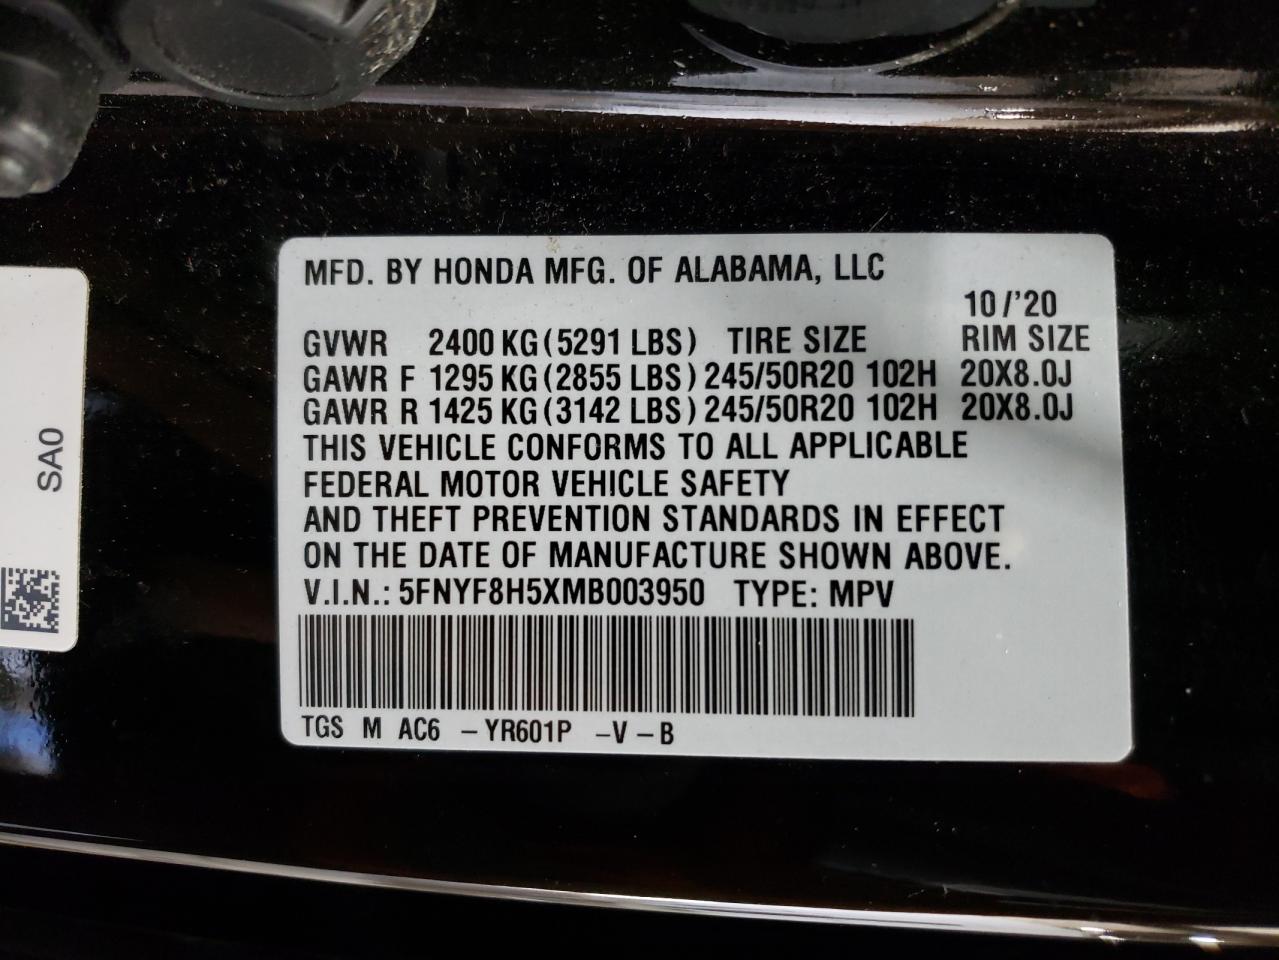 MFD. BY HONDA MFG. OF ALABAMA, LLC
10/'20
GVWR 2400 KG (5291 LBS) TIRE SIZE RIM SIZE
GAWR F 1295 KG (2855 LBS) 245/50R20 102H 20X8.0J
GAWR R 1425 KG (3142 LBS) 245/50R20 102H 20X8.0J
THIS VEHICLE CONFORMS TO ALL APPLICABLE
FEDERAL MOTOR VEHICLE SAFETY
AND THEFT PREVENTION STANDARDS IN EFFECT
ON THE DATE OF MANUFACTURE SHOWN ABOVE.
V.I.N.: 5FNYF8H5XMB003950 TYPE: MPV
TGS M AC6 –YR601P –V–B
SA0